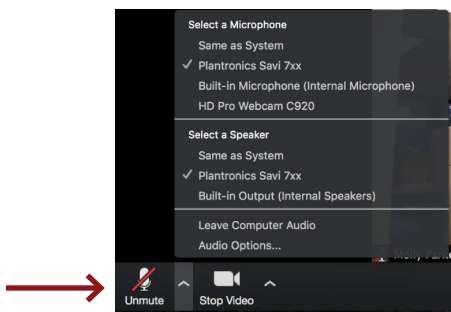 Select a Microphone
Same as System
✓ Plantronics Savi 7xx
Built-in Microphone (Internal Microphone)
HD Pro Webcam C920
Select a Speaker
Same as System
✓ Plantronics Savi 7xx
Built-in Output (Internal Speakers)
Leave Computer Audio
Audio Options...
Unmute
Stop Video